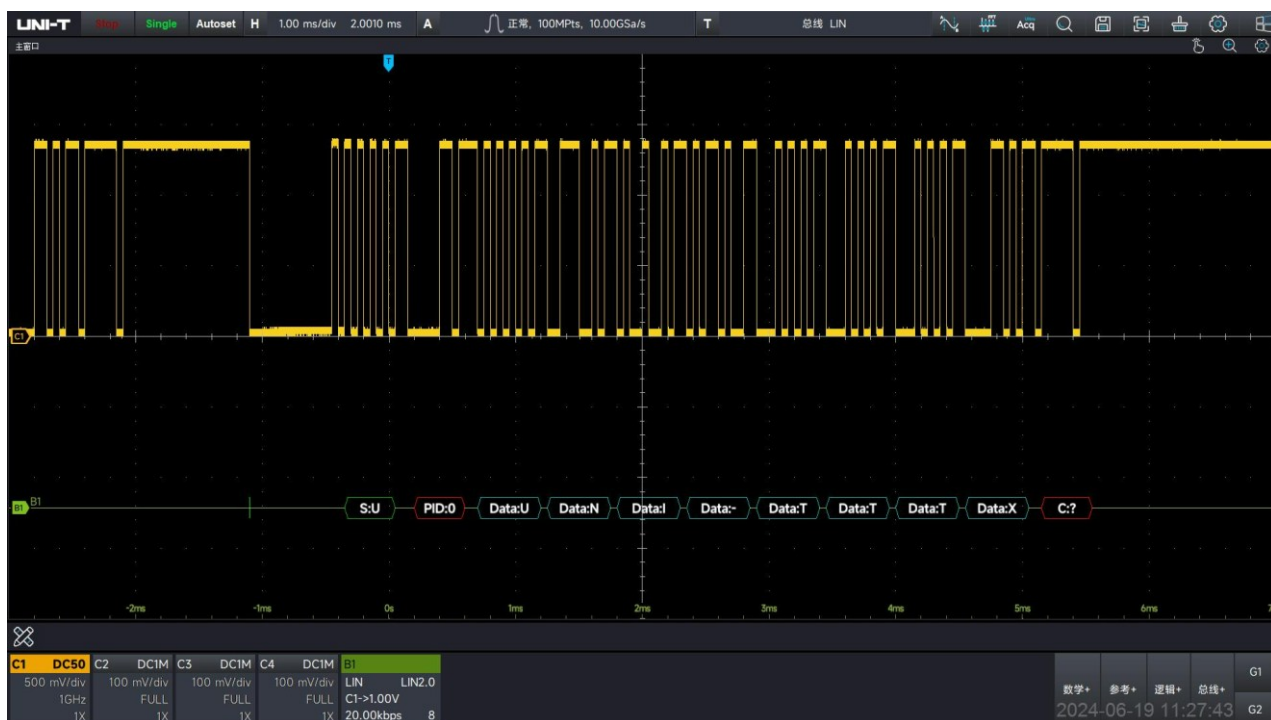 UNI-T Stop Single Autoset H 1.00 ms/div 2.0010 ms A 正常, 100MPts, 10.00GSa/s T 总线 LIN Acq
主窗口
T
C1
B1 B1 S:U PID:0 Data:U Data:N Data:I Data:- Data:T Data:T Data:T Data:X C:?
-2ms -1ms 0s 1ms 2ms 3ms 4ms 5ms 6ms 7
C1 DC50 C2 DC1M C3 DC1M C4 DC1M B1
500 mV/div 100 mV/div 100 mV/div 100 mV/div LIN LIN2.0
1GHz FULL FULL FULL C1->1.00V
1X 1X 1X 1X 20.00kbps 8
数学+ 参考+ 逻辑+ 总线+ G1
2024-06-19 11:27:43 G2